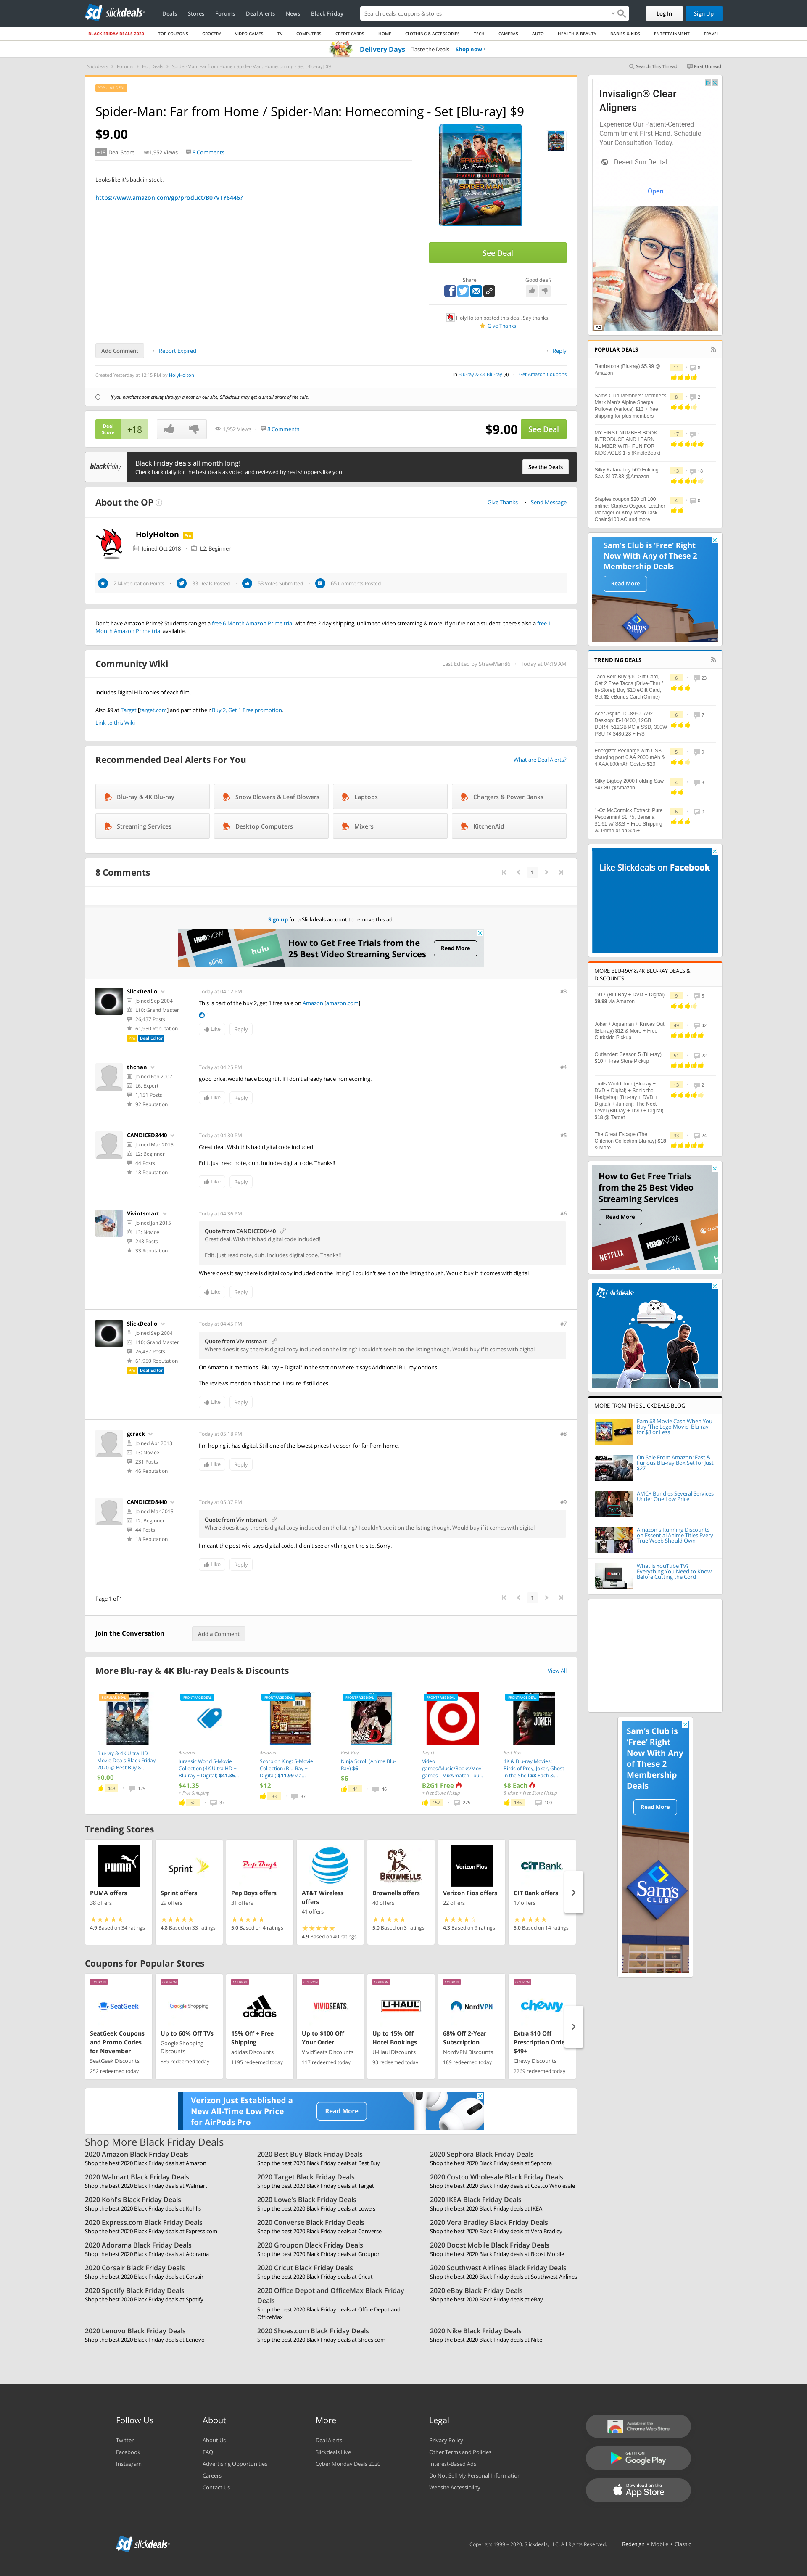 slickdeals
Deals Stores Forums Deal Alerts News Black Friday
Search deals, coupons & stores
Log In Sign Up
BLACK FRIDAY DEALS 2020 TOP COUPONS GROCERY VIDEO GAMES TV COMPUTERS CREDIT CARDS HOME CLOTHING & ACCESSORIES TECH CAMERAS AUTO HEALTH & BEAUTY BABIES & KIDS ENTERTAINMENT TRAVEL
Delivery Days Taste the Deals Shop now
Slickdeals Forums Hot Deals Spider-Man: Far from Home / Spider-Man: Homecoming - Set [Blu-ray] $9
Search This Thread First Unread
Spider-Man: Far from Home / Spider-Man: Homecoming - Set [Blu-ray] $9
$9.00
+18 Deal Score 1,952 Views 8 Comments
Looks like it's back in stock.
https://www.amazon.com/gp/product/B07VTY6446?
See Deal
Share Good deal?
HolyHolton posted this deal. Say thanks!
Give Thanks
Add Comment Report Expired Reply
Created Yesterday at 12:15 PM by HolyHolton
in Blu-ray & 4K Blu-ray (4) Get Amazon Coupons
If you purchase something through a post on our site, Slickdeals may get a small share of the sale.
Deal Score +18 1,952 Views 8 Comments $9.00 See Deal
blackfriday
Black Friday deals all month long!
Check back daily for the best deals as voted and reviewed by real shoppers like you.
See the Deals
About the OP
Give Thanks Send Message
HolyHolton Pro
Joined Oct 2018 L2: Beginner
214 Reputation Points 33 Deals Posted 53 Votes Submitted 65 Comments Posted
Don't have Amazon Prime? Students can get a free 6-Month Amazon Prime trial with free 2-day shipping, unlimited video streaming & more. If you're not a student, there's also a free 1-
Month Amazon Prime trial available.
Community Wiki
Last Edited by StrawMan86 Today at 04:19 AM
includes Digital HD copies of each film.
Also $9 at Target [target.com] and part of their Buy 2, Get 1 Free promotion.
Link to this Wiki
Recommended Deal Alerts For You
What are Deal Alerts?
Blu-ray & 4K Blu-ray Snow Blowers & Leaf Blowers Laptops Chargers & Power Banks
Streaming Services Desktop Computers Mixers KitchenAid
8 Comments
1
Sign up for a Slickdeals account to remove this ad.
HBO NOW hulu sling
How to Get Free Trials from the
25 Best Video Streaming Services
Read More
SlickDealio Today at 04:12 PM #3
Joined Sep 2004
L10: Grand Master
26,437 Posts
61,950 Reputation
Pro Deal Editor
This is part of the buy 2, get 1 free sale on Amazon [amazon.com].
1
Like Reply
thchan Today at 04:25 PM #4
Joined Feb 2007
L6: Expert
1,151 Posts
92 Reputation
good price. would have bought it if i don't already have homecoming.
Like Reply
CANDICED8440 Today at 04:30 PM #5
Joined Mar 2015
L2: Beginner
44 Posts
18 Reputation
Great deal. Wish this had digital code included!
Edit. Just read note, duh. Includes digital code. Thanks!!
Like Reply
Vivintsmart Today at 04:36 PM #6
Joined Jan 2015
L3: Novice
243 Posts
33 Reputation
Quote from CANDICED8440
Great deal. Wish this had digital code included!
Edit. Just read note, duh. Includes digital code. Thanks!!
Where does it say there is digital copy included on the listing? I couldn't see it on the listing though. Would buy if it comes with digital
Like Reply
SlickDealio Today at 04:45 PM #7
Joined Sep 2004
L10: Grand Master
26,437 Posts
61,950 Reputation
Pro Deal Editor
Quote from Vivintsmart
Where does it say there is digital copy included on the listing? I couldn't see it on the listing though. Would buy if it comes with digital
On Amazon it mentions "Blu-ray + Digital" in the section where it says Additional Blu-ray options.
The reviews mention it has it too. Unsure if still does.
Like Reply
gcrack Today at 05:18 PM #8
Joined Apr 2013
L3: Novice
231 Posts
46 Reputation
I'm hoping it has digital. Still one of the lowest prices I've seen for far from home.
Like Reply
CANDICED8440 Today at 05:37 PM #9
Joined Mar 2015
L2: Beginner
44 Posts
18 Reputation
Quote from Vivintsmart
Where does it say there is digital copy included on the listing? I couldn't see it on the listing though. Would buy if it comes with digital
I meant the post wiki says digital code. I didn't see anything on the site. Sorry.
Like Reply
Page 1 of 1 1
Join the Conversation Add a Comment
More Blu-ray & 4K Blu-ray Deals & Discounts
View All
Blu-ray & 4K Ultra HD
Movie Deals Black Friday
2020 @ Best Buy &...
$0.00
448 129
Amazon
Jurassic World 5-Movie
Collection (4K Ultra HD +
Blu-ray + Digital) $41.35...
$41.35
+ Free Shipping
52 37
Amazon
Scorpion King: 5-Movie
Collection (Blu-Ray +
Digital) $11.99 via...
$12
33 37
Best Buy
Ninja Scroll (Anime Blu-
Ray) $6
$6
44 46
Target
Video
games/Music/Books/Movi
games - Mix&match - bu...
B2G1 Free
+ Free Store Pickup
157 275
Best Buy
4K & Blu-ray Movies:
Birds of Prey, Joker, Ghost
in the Shell $8 Each &...
$8 Each
& More + Free Store Pickup
186 100
Trending Stores
PUMA offers
38 offers
4.9 Based on 34 ratings
Sprint offers
29 offers
4.8 Based on 33 ratings
Pep Boys offers
31 offers
5.0 Based on 4 ratings
AT&T Wireless
offers
41 offers
4.9 Based on 40 ratings
Brownells offers
40 offers
5.0 Based on 3 ratings
Verizon Fios offers
22 offers
4.3 Based on 9 ratings
CIT Bank offers
17 offers
5.0 Based on 14 ratings
Coupons for Popular Stores
COUPON
SeatGeek
SeatGeek Coupons
and Promo Codes
for November
SeatGeek Discounts
252 redeemed today
COUPON
Google Shopping
Up to 60% Off TVs
Google Shopping
Discounts
889 redeemed today
COUPON
adidas
15% Off + Free
Shipping
adidas Discounts
1195 redeemed today
COUPON
VIVIDSEATS
Up to $100 Off
Your Order
VividSeats Discounts
117 redeemed today
COUPON
U-HAUL
Up to 15% Off
Hotel Bookings
U-Haul Discounts
93 redeemed today
COUPON
NordVPN
68% Off 2-Year
Subscription
NordVPN Discounts
189 redeemed today
COUPON
chewy
Extra $10 Off
Prescription Orde
$49+
Chewy Discounts
2269 redeemed today
Verizon Just Established a
New All-Time Low Price
for AirPods Pro
Read More
Shop More Black Friday Deals
2020 Amazon Black Friday Deals
Shop the best 2020 Black Friday deals at Amazon
2020 Best Buy Black Friday Deals
Shop the best 2020 Black Friday deals at Best Buy
2020 Sephora Black Friday Deals
Shop the best 2020 Black Friday deals at Sephora
2020 Walmart Black Friday Deals
Shop the best 2020 Black Friday deals at Walmart
2020 Target Black Friday Deals
Shop the best 2020 Black Friday deals at Target
2020 Costco Wholesale Black Friday Deals
Shop the best 2020 Black Friday deals at Costco Wholesale
2020 Kohl's Black Friday Deals
Shop the best 2020 Black Friday deals at Kohl's
2020 Lowe's Black Friday Deals
Shop the best 2020 Black Friday deals at Lowe's
2020 IKEA Black Friday Deals
Shop the best 2020 Black Friday deals at IKEA
2020 Express.com Black Friday Deals
Shop the best 2020 Black Friday deals at Express.com
2020 Converse Black Friday Deals
Shop the best 2020 Black Friday deals at Converse
2020 Vera Bradley Black Friday Deals
Shop the best 2020 Black Friday deals at Vera Bradley
2020 Adorama Black Friday Deals
Shop the best 2020 Black Friday deals at Adorama
2020 Groupon Black Friday Deals
Shop the best 2020 Black Friday deals at Groupon
2020 Boost Mobile Black Friday Deals
Shop the best 2020 Black Friday deals at Boost Mobile
2020 Corsair Black Friday Deals
Shop the best 2020 Black Friday deals at Corsair
2020 Cricut Black Friday Deals
Shop the best 2020 Black Friday deals at Cricut
2020 Southwest Airlines Black Friday Deals
Shop the best 2020 Black Friday deals at Southwest Airlines
2020 Spotify Black Friday Deals
Shop the best 2020 Black Friday deals at Spotify
2020 Office Depot and OfficeMax Black Friday
Deals
Shop the best 2020 Black Friday deals at Office Depot and
OfficeMax
2020 eBay Black Friday Deals
Shop the best 2020 Black Friday deals at eBay
2020 Lenovo Black Friday Deals
Shop the best 2020 Black Friday deals at Lenovo
2020 Shoes.com Black Friday Deals
Shop the best 2020 Black Friday deals at Shoes.com
2020 Nike Black Friday Deals
Shop the best 2020 Black Friday deals at Nike
Invisalign® Clear
Aligners
Experience Our Patient-Centered
Commitment First Hand. Schedule
Your Consultation Today.
Desert Sun Dental
Open
Ad
POPULAR DEALS
Tombstone (Blu-ray) $5.99 @
Amazon
11 8
Sams Club Members: Member's
Mark Men's Alpine Sherpa
Pullover (various) $13 + free
shipping for plus members
8 2
MY FIRST NUMBER BOOK:
INTRODUCE AND LEARN
NUMBER WITH FUN FOR
KIDS AGES 1-5 (KindleBook)
17 1
Silky Katanaboy 500 Folding
Saw $107.83 @Amazon
13 18
Staples coupon $20 off 100
online; Staples Osgood Leather
Manager or Kroy Mesh Task
Chair $100 AC and more
4 8
Sam's Club is 'Free' Right
Now With Any of These 2
Membership Deals
Read More
TRENDING DEALS
Taco Bell: Buy $10 Gift Card,
Get 2 Free Tacos (Drive-Thru /
In-Store); Buy $10 eGift Card,
Get $2 eBonus Card (Online)
6 23
Acer Aspire TC-895-UA92
Desktop: i5-10400, 12GB
DDR4, 512GB PCIe SSD, 300W
PSU @ $486.28 + F/S
6 7
Energizer Recharge with USB
charging port 6 AA 2000 mAh &
4 AAA 800mAh Costco $20
5 9
Silky Bigboy 2000 Folding Saw
$47.80 @Amazon
4 3
1-Oz McCormick Extract: Pure
Peppermint $1.75, Banana
$1.51 w/ S&S + Free Shipping
w/ Prime or on $25+
6 0
Like Slickdeals on Facebook
MORE BLU-RAY & 4K BLU-RAY DEALS &
DISCOUNTS
1917 (Blu-Ray + DVD + Digital)
$9.99 via Amazon
9 5
Joker + Aquaman + Knives Out
(Blu-ray) $12 & More + Free
Curbside Pickup
49 42
Outlander: Season 5 (Blu-ray)
$10 + Free Store Pickup
51 22
Trolls World Tour (Blu-ray +
DVD + Digital) + Sonic the
Hedgehog (Blu-ray + DVD +
Digital) + Jumanji: The Next
Level (Blu-ray + DVD + Digital)
$18 @ Target
13 2
The Great Escape (The
Criterion Collection Blu-ray) $18
& More
33 24
How to Get Free Trials
from the 25 Best Video
Streaming Services
Read More
NETFLIX HBO NOW
slickdeals
MORE FROM THE SLICKDEALS BLOG
Earn $8 Movie Cash When You
Buy 'The Lego Movie' Blu-ray
for $8 or Less
On Sale From Amazon: Fast &
Furious Blu-ray Box Set for Just
$27
AMC+ Bundles Several Services
Under One Low Price
Amazon's Running Discounts
on Essential Anime Titles Every
True Weeb Should Own
What is YouTube TV?
Everything You Need to Know
Before Cutting the Cord
Sam's Club is
'Free' Right
Now With Any
of These 2
Membership
Deals
Read More
Sam's CLUB
Follow Us About More Legal
Twitter About Us Deal Alerts Privacy Policy
Facebook FAQ Slickdeals Live Other Terms and Policies
Instagram Advertising Opportunities Cyber Monday Deals 2020 Interest-Based Ads
Careers Do Not Sell My Personal Information
Contact Us Website Accessibility
Available in the Chrome Web Store
GET IT ON Google Play
Download on the App Store
slickdeals
Copyright 1999 - 2020. Slickdeals, LLC. All Rights Reserved. Redesign • Mobile • Classic